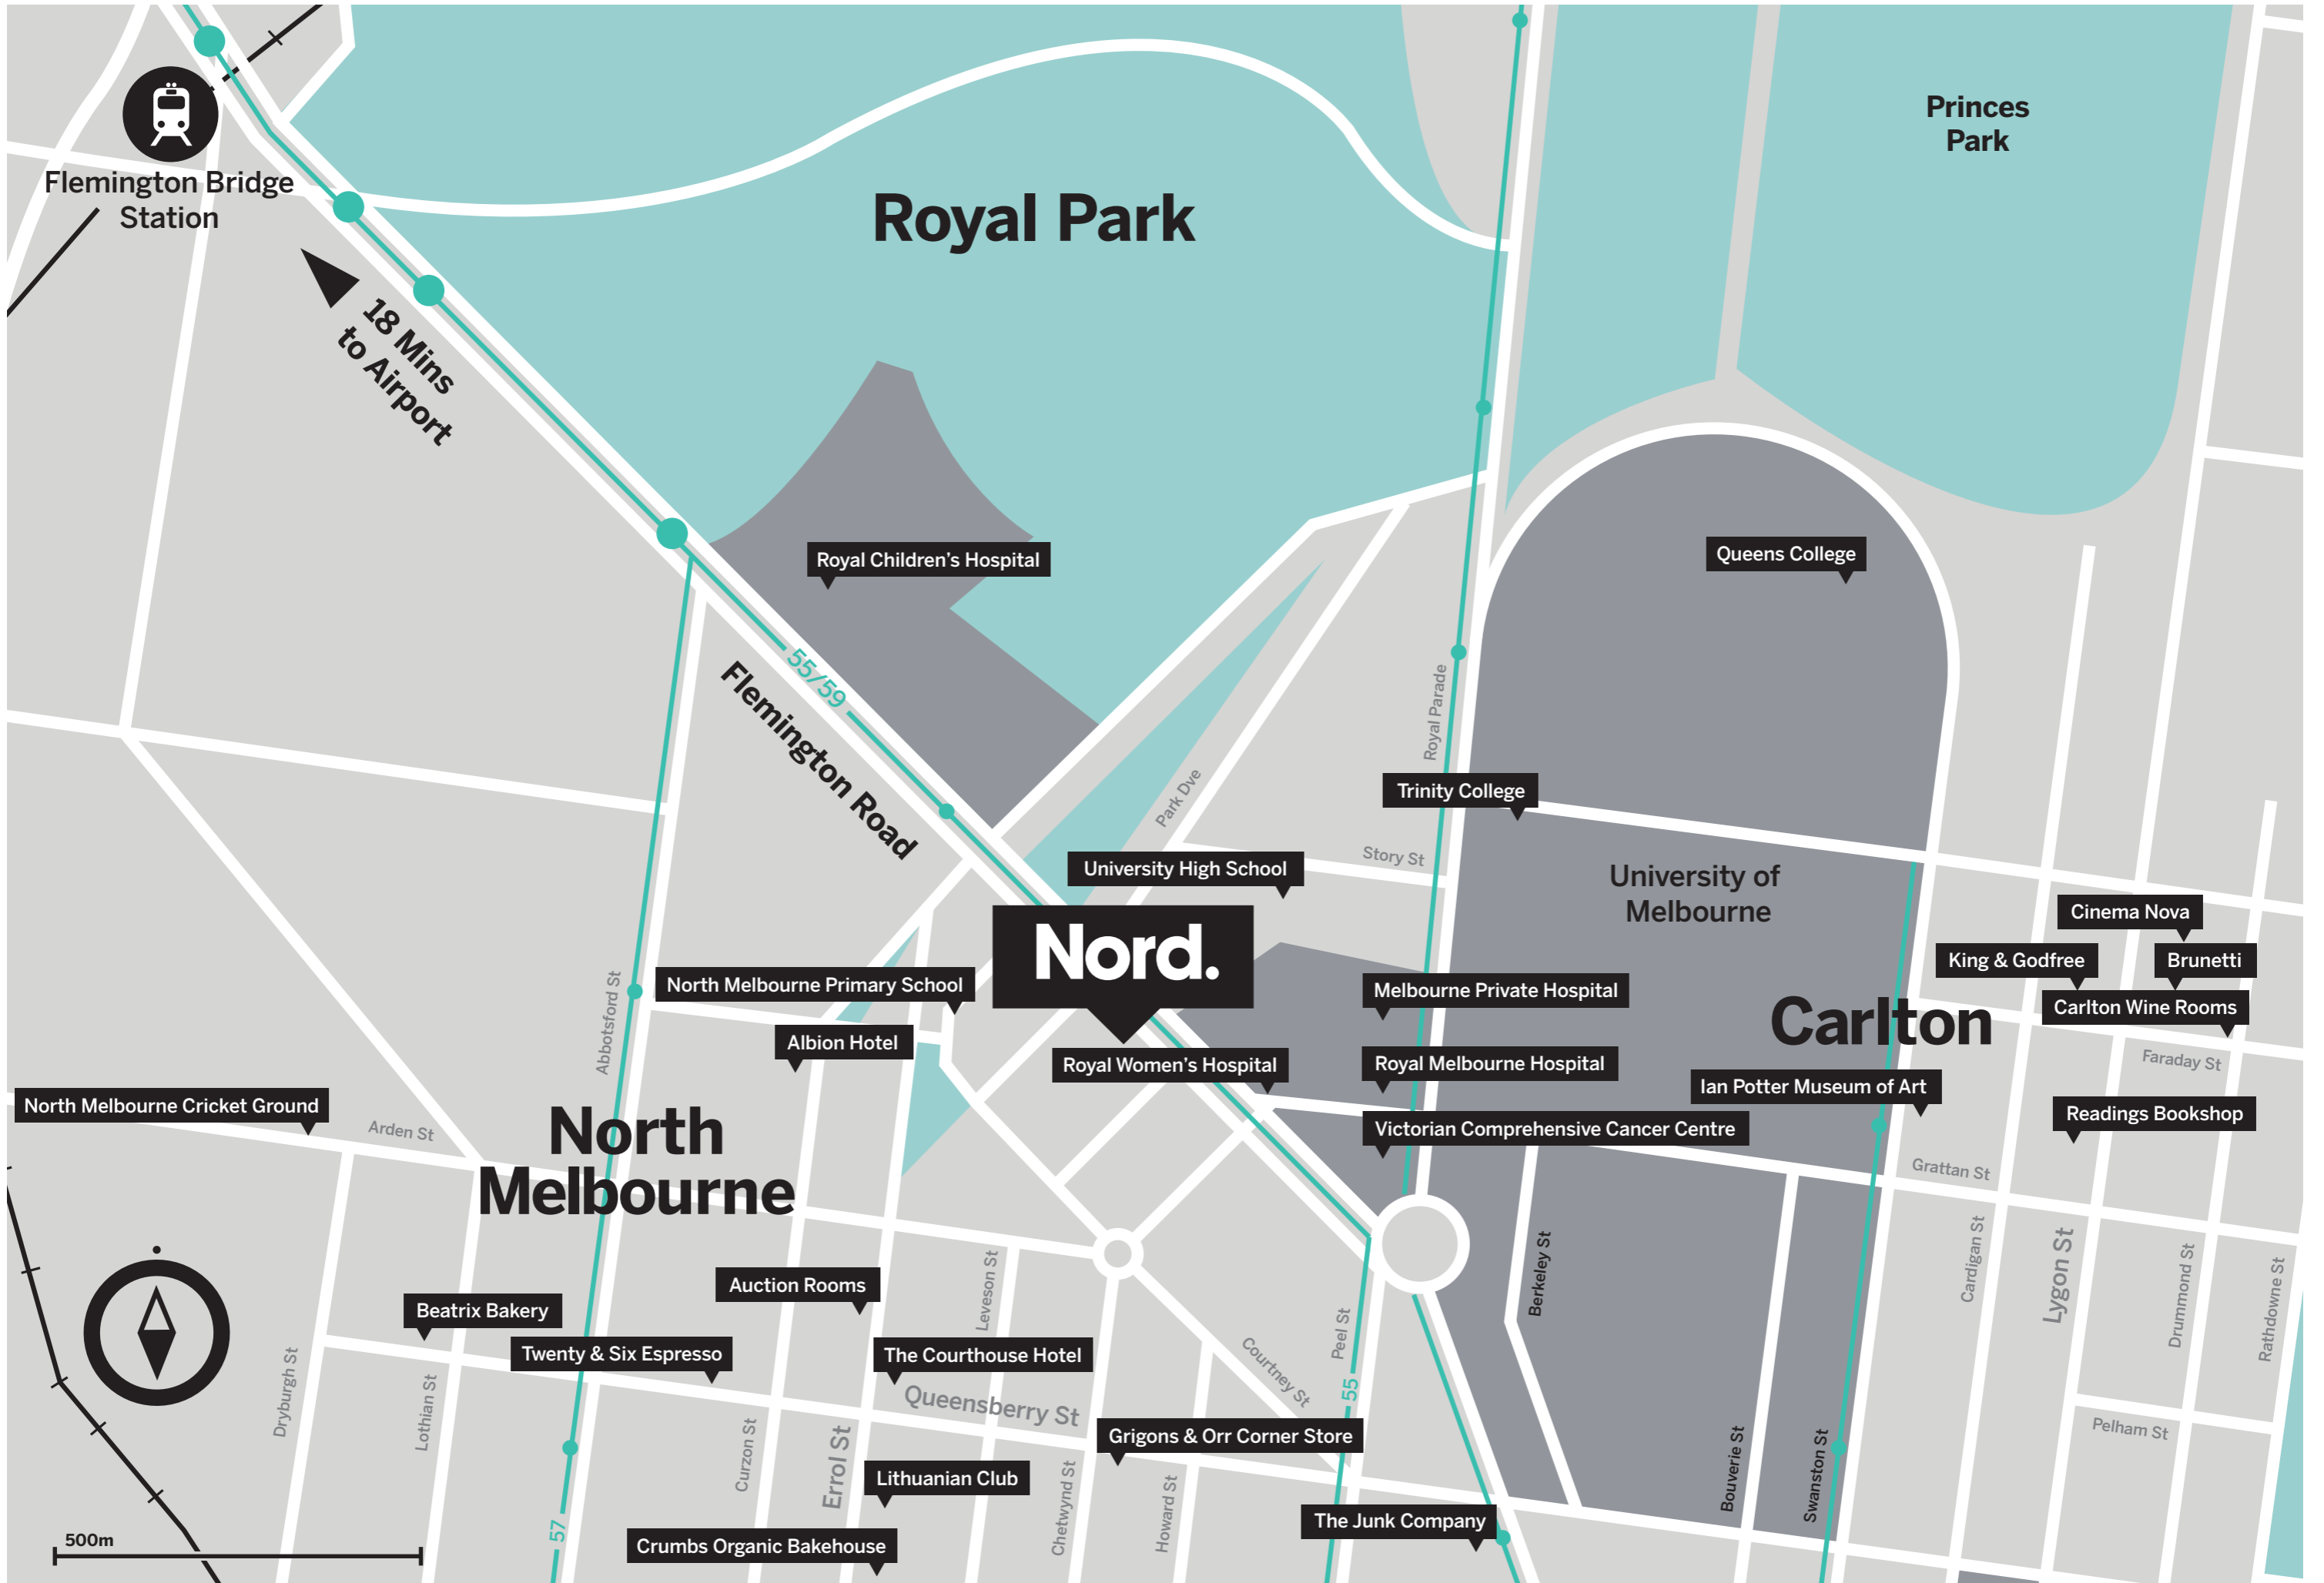 Princes
Park
Flemington Bridge
Station
Royal Park
18 Mins
to Airport
Royal Children's Hospital
Queens College
55/59
Flemington Road
Royal Parade
Park Dve
Trinity College
Story St
University High School
University of
Melbourne
Cinema Nova
Nord.
King & Godfree
Brunetti
North Melbourne Primary School
Melbourne Private Hospital
Carlton
Carlton Wine Rooms
Abbotsford St
Albion Hotel
Royal Women's Hospital
Royal Melbourne Hospital
Faraday St
Ian Potter Museum of Art
North Melbourne Cricket Ground
Arden St
North
Melbourne
Victorian Comprehensive Cancer Centre
Readings Bookshop
Grattan St
Auction Rooms
Leveson St
Berkeley St
Cardigan St
Lygon St
Drummond St
Rathdowne St
Beatrix Bakery
Twenty & Six Espresso
The Courthouse Hotel
Peel St
Courtney St
Dryburgh St
Lothian St
Queensberry St
55
Grigons & Orr Corner Store
Pelham St
Curzon St
Errol St
Lithuanian Club
Chetwynd St
Howard St
Bouverie St
Swanston St
The Junk Company
57
500m
Crumbs Organic Bakehouse